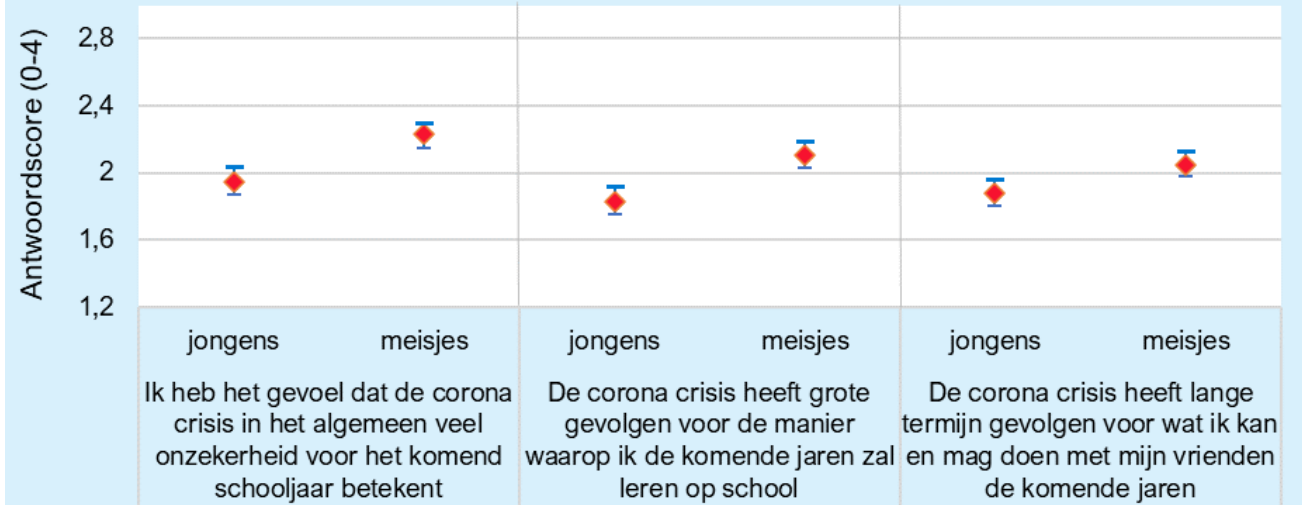 Antwoordscore (0-4)
2,8
2,4
2
1,6
1,2
jongens meisjes jongens meisjes jongens meisjes
Ik heb het gevoel dat de corona
crisis in het algemeen veel
onzekerheid voor het komend
schooljaar betekent
De corona crisis heeft grote
gevolgen voor de manier
waarop ik de komende jaren zal
leren op school
De corona crisis heeft lange
termijn gevolgen voor wat ik kan
en mag doen met mijn vrienden
de komende jaren